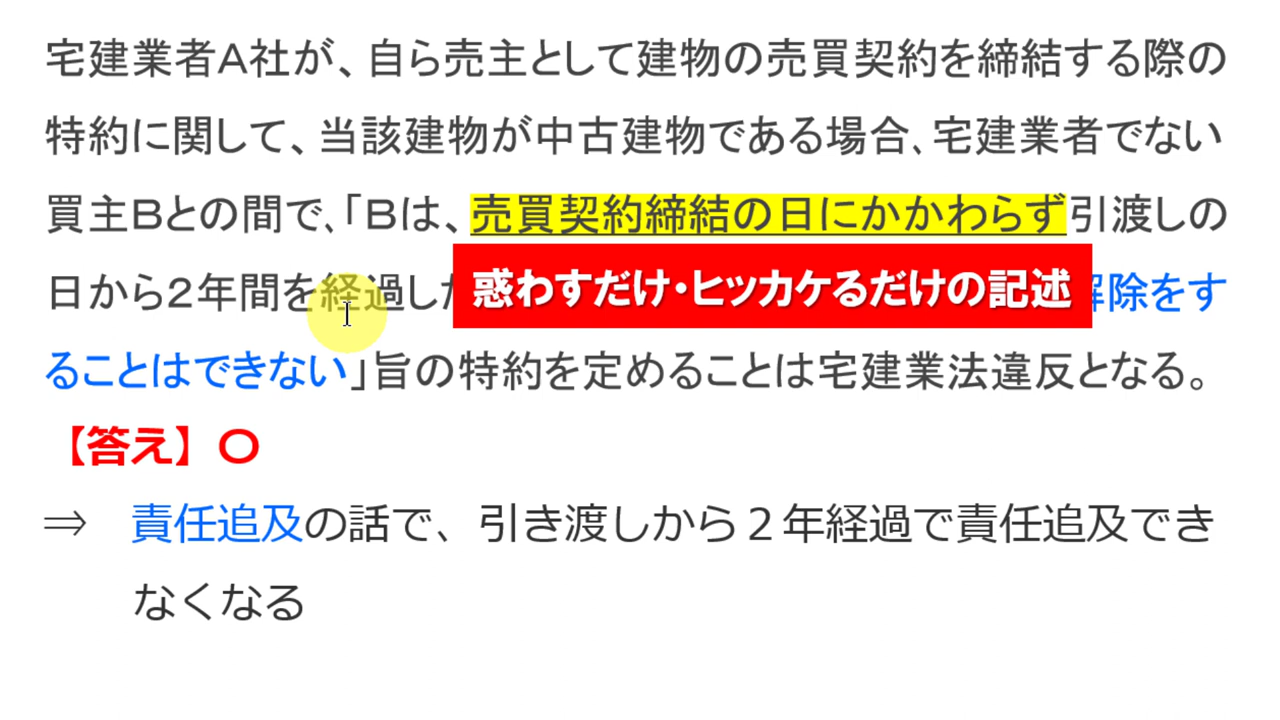 宅建業者Ａ社が、自ら売主として建物の売買契約を締結する際の
特約に関して、当該建物が中古建物である場合、宅建業者でない
買主Ｂとの間で、「Ｂは、売買契約締結の日にかかわらず引渡しの
日から２年間を経過した
惑わすだけ・ヒッカケるだけの記述
解除をす
ることはできない」旨の特約を定めることは宅建業法違反となる。
【答え】〇
⇒　責任追及の話で、引き渡しから２年経過で責任追及でき
なくなる